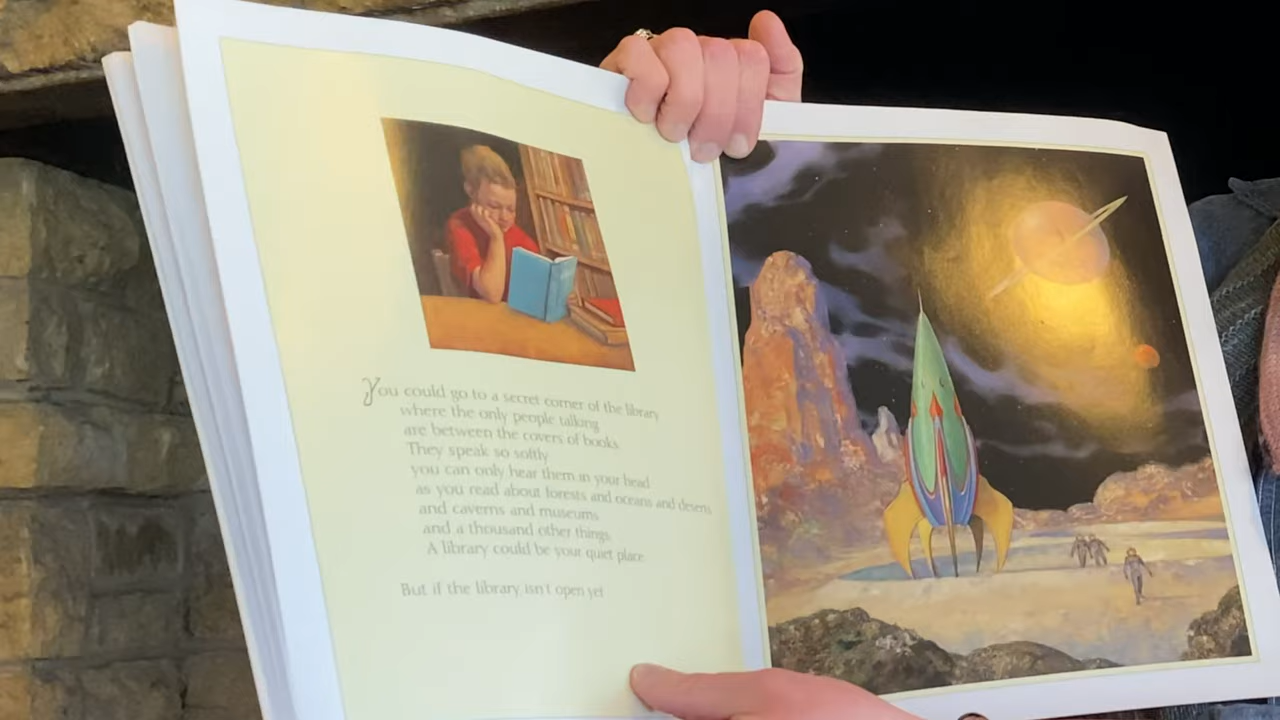 You could go to a secret corner of the library
where the only people talking
are between the covers of books.
They speak so softly
you can only hear them in your head
as you read about forests and oceans and deserts
and caverns and museums
and a thousand other things.
A library could be your quiet place.
But if the library isn't open yet